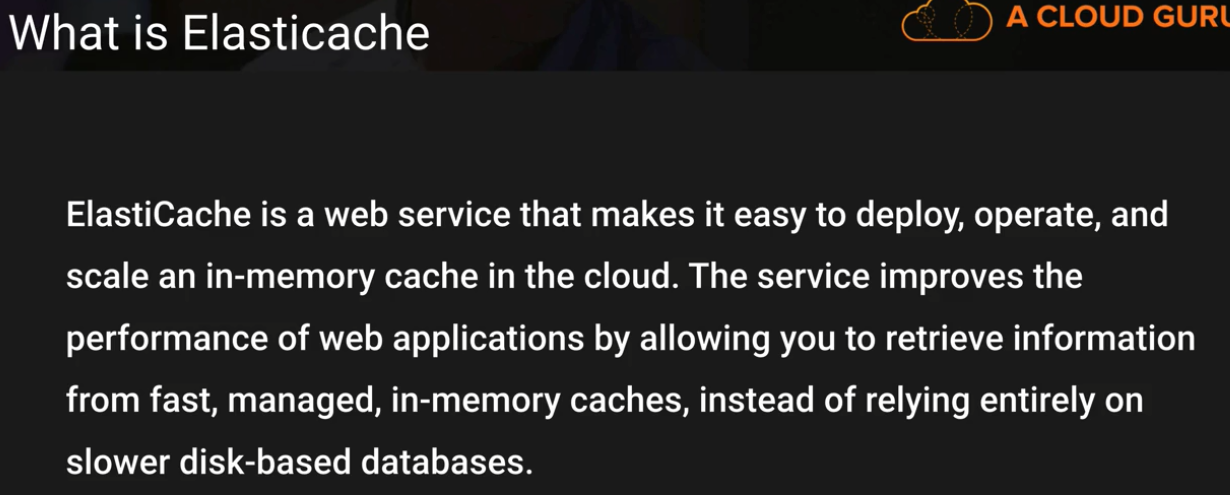 What is Elasticache
A CLOUD GURU
ElastiCache is a web service that makes it easy to deploy, operate, and
scale an in-memory cache in the cloud. The service improves the
performance of web applications by allowing you to retrieve information
from fast, managed, in-memory caches, instead of relying entirely on
slower disk-based databases.